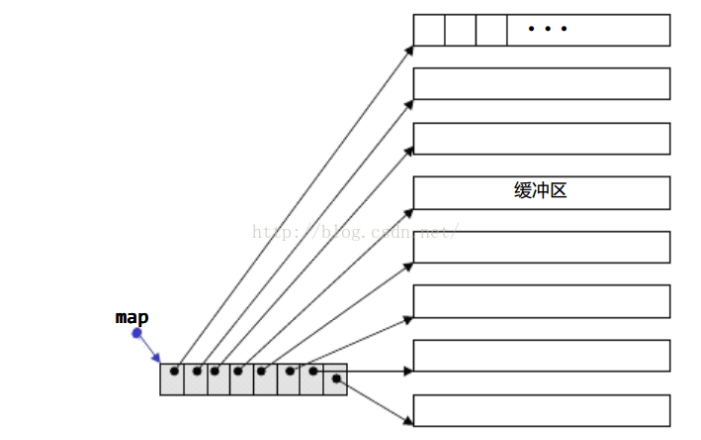 • • •
缓冲区
http://blog.csdn.net/
map